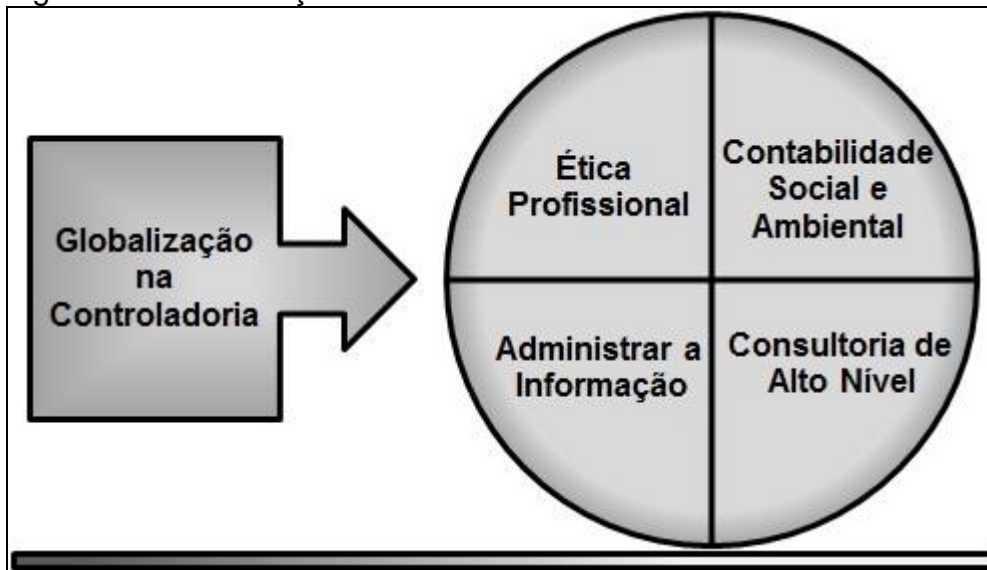 Globalização
na
Controladoria
Ética
Profissional
Contabilidade
Social e
Ambiental
Administrar a
Informação
Consultoria de
Alto Nível